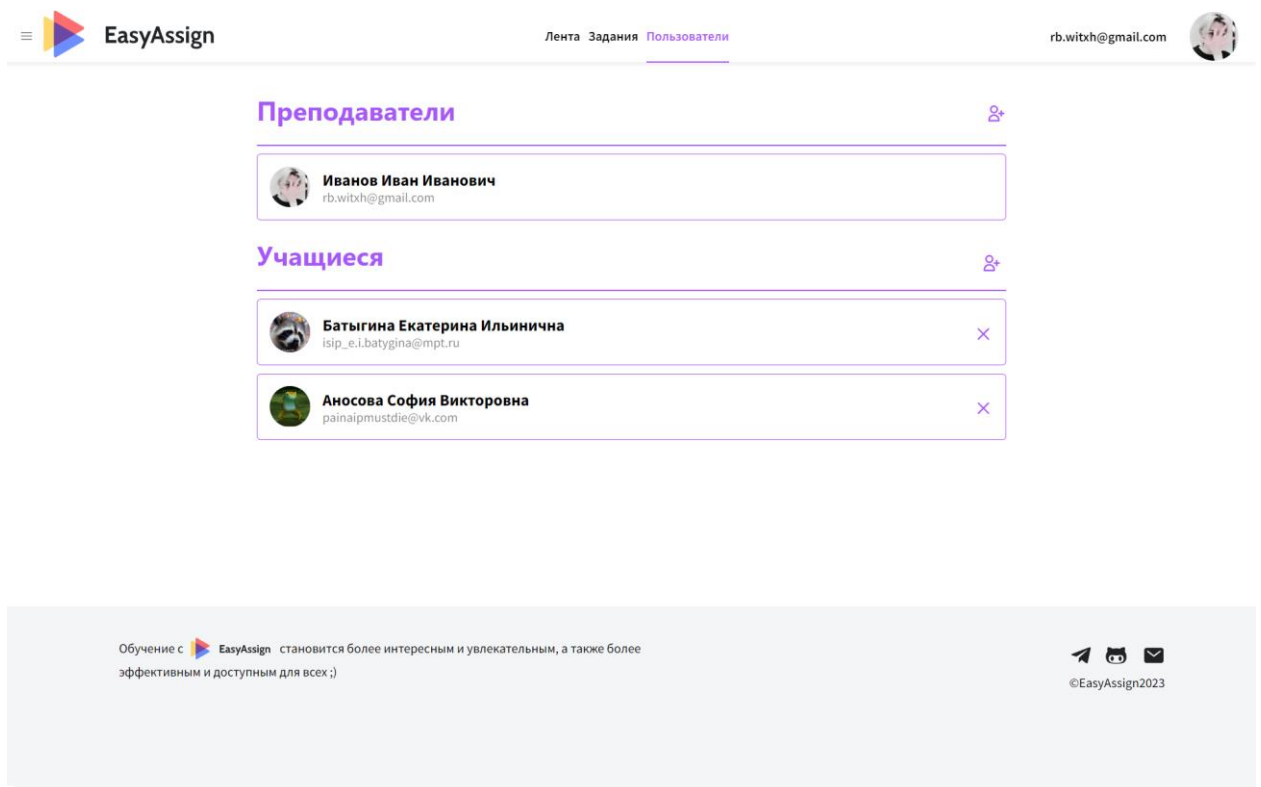 EasyAssign
Лента Задания Пользователи
rb.witxh@gmail.com
Преподаватели
Иванов Иван Иванович
rb.witxh@gmail.com
Учащиеся
Батыгина Екатерина Ильинична
isip_e.i.batygina@mpt.ru
Аносова София Викторовна
painaipmustdie@vk.com
Обучение с EasyAssign становится более интересным и увлекательным, а также более
эффективным и доступным для всех ;)
©EasyAssign2023